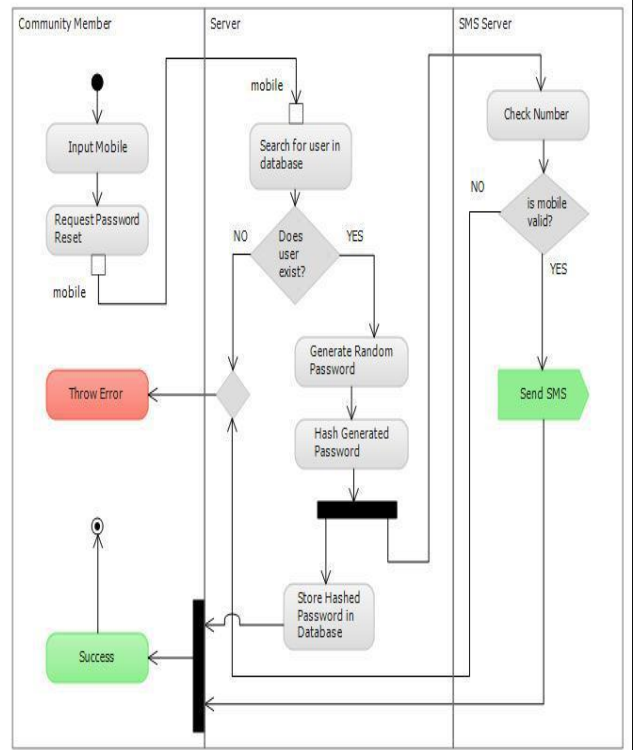 Community Member
Server
SMS Server
mobile
Input Mobile
Search for user in
database
Check Number
Request Password
Reset
mobile
NO
Does
user
exist?
YES
NO
is mobile
valid?
YES
Generate Random
Password
Throw Error
Send SMS
Hash Generated
Password
Store Hashed
Password in
Database
Success